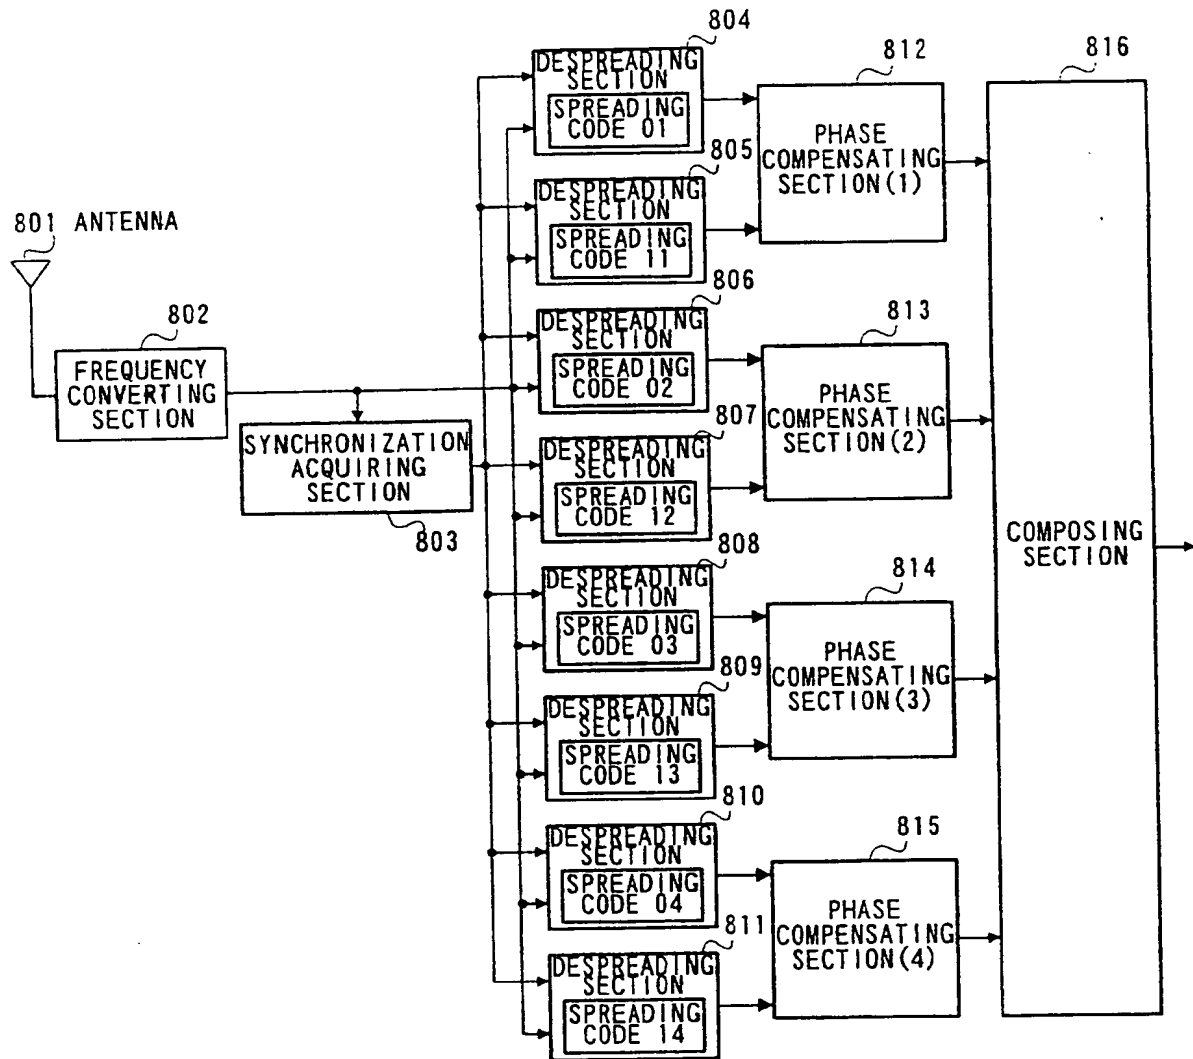 801 ANTENNA
802
FREQUENCY
CONVERTING
SECTION
SYNCHRONIZATION
ACQUIRING
SECTION
803
804
DESPREADING
SECTION
SPREADING
CODE 01
805
DESPREADING
SECTION
SPREADING
CODE 11
806
DESPREADING
SECTION
SPREADING
CODE 02
807
DESPREADING
SECTION
SPREADING
CODE 12
808
DESPREADING
SECTION
SPREADING
CODE 03
809
DESPREADING
SECTION
SPREADING
CODE 13
810
DESPREADING
SECTION
SPREADING
CODE 04
811
DESPREADING
SECTION
SPREADING
CODE 14
812
PHASE
COMPENSATING
SECTION(1)
813
PHASE
COMPENSATING
SECTION(2)
814
PHASE
COMPENSATING
SECTION(3)
815
PHASE
COMPENSATING
SECTION(4)
816
COMPOSING
SECTION